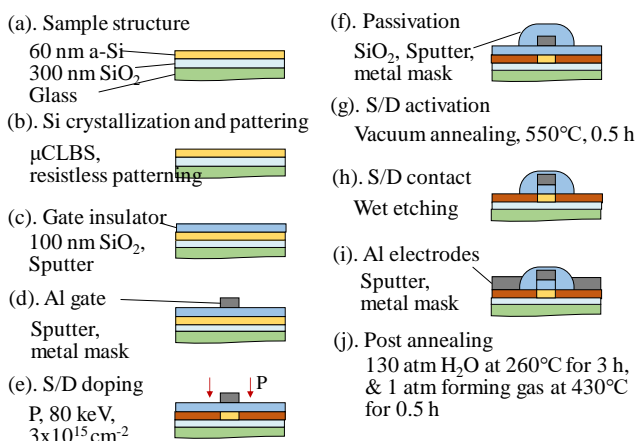 (a). Sample structure
60 nm a-Si
300 nm SiO₂
Glass
(b). Si crystallization and pattering
μCLBS,
resistless patterning
(c). Gate insulator
100 nm SiO₂,
Sputter
(d). Al gate
Sputter,
metal mask
(e). S/D doping
P
P, 80 keV,
3x10¹⁵ cm⁻²
(f). Passivation
SiO₂, Sputter,
metal mask
(g). S/D activation
Vacuum annealing, 550°C, 0.5 h
(h). S/D contact
Wet etching
(i). Al electrodes
Sputter,
metal mask
(j). Post annealing
130 atm H₂O at 260°C for 3 h,
& 1 atm forming gas at 430°C
for 0.5 h